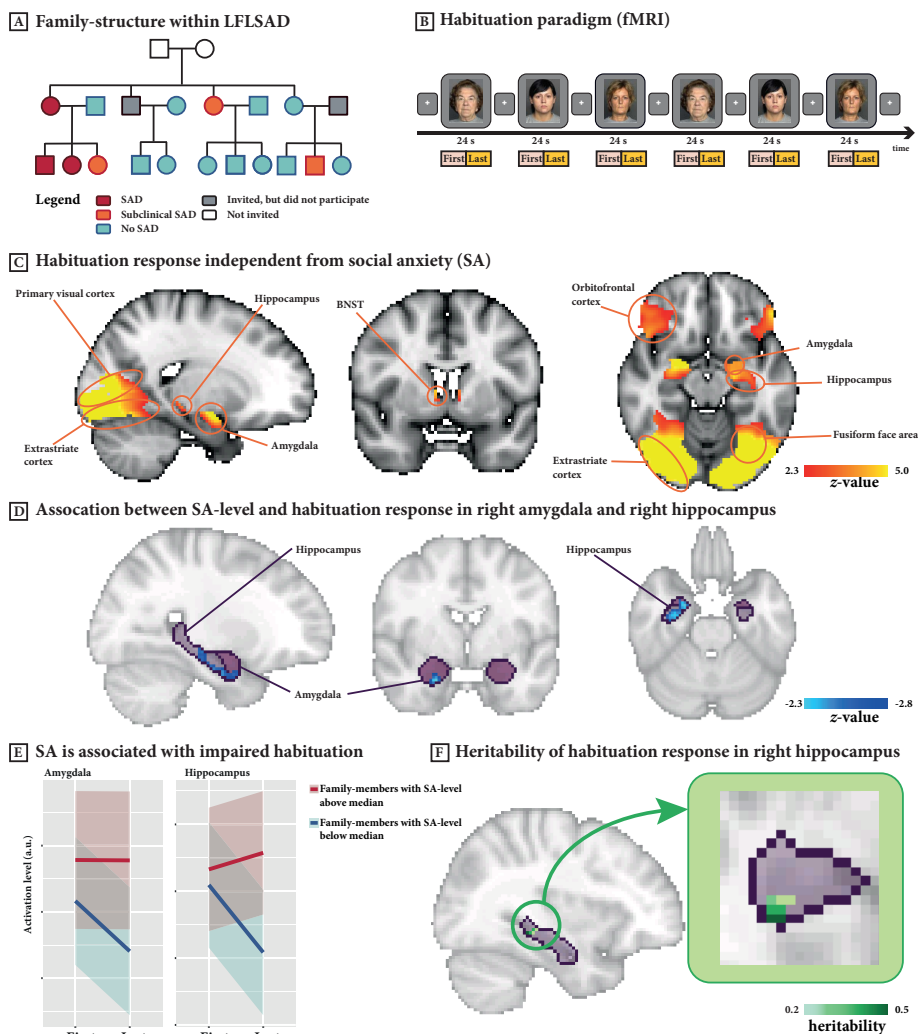 A Family-structure within LFLSAD
B Habituation paradigm (fMRI)
24 s 24 s 24 s 24 s 24 s 24 s
time
First Last First Last First Last First Last First Last First Last
Legend
SAD
Subclinical SAD
No SAD
Invited, but did not participate
Not invited
C Habituation response independent from social anxiety (SA)
Primary visual cortex
Hippocampus
Extrastriate
cortex
Amygdala
BNST
Orbitofrontal
cortex
Amygdala
Hippocampus
Fusiform face area
Extrastriate
cortex
2.3 5.0
z-value
D Assocation between SA-level and habituation response in right amygdala and right hippocampus
Hippocampus
Amygdala
Hippocampus
-2.3 -2.8
z-value
E SA is associated with impaired habituation
Amygdala
Hippocampus
Activation level (a.u.)
Family-members with SA-level
above median
Family-members with SA-level
below median
F Heritability of habituation response in right hippocampus
0.2 0.5
heritability